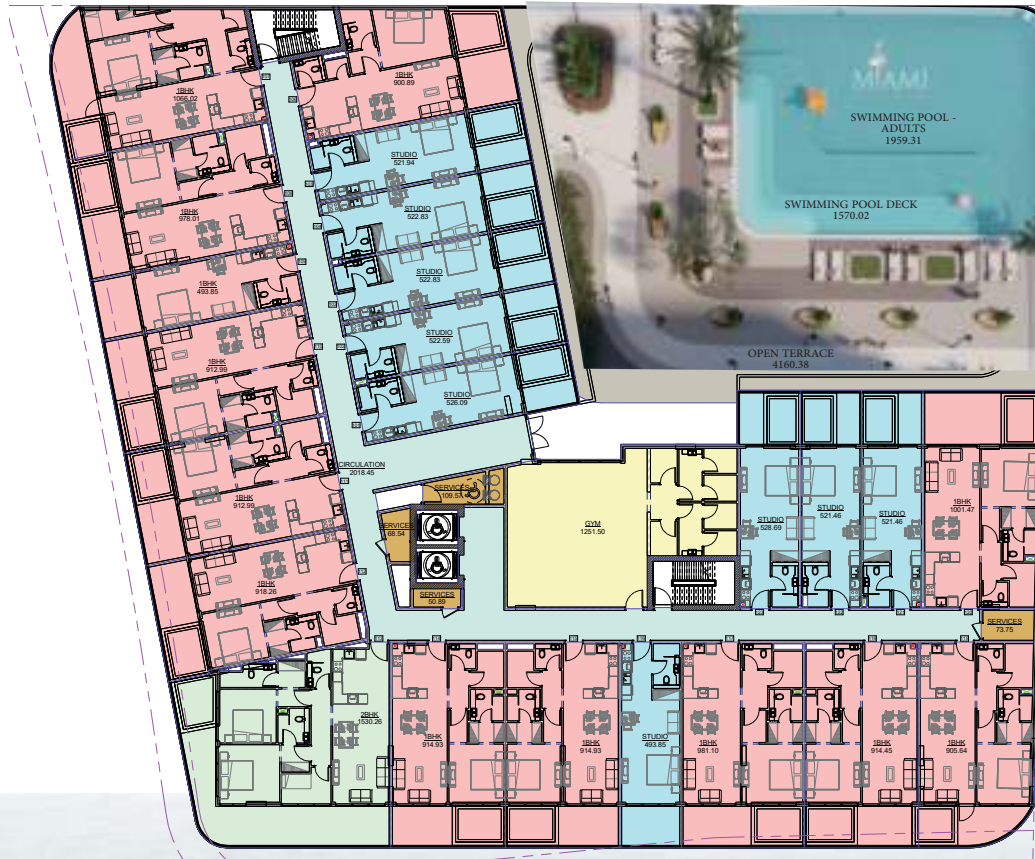 1BHK
1066.02
1BHK
900.89
MIAMI
SWIMMING POOL -
ADULTS
1959.31
STUDIO
521.94
1BHK
978.01
STUDIO
522.83
SWIMMING POOL DECK
1570.02
STUDIO
522.83
1BHK
493.85
STUDIO
522.59
OPEN TERRACE
4160.38
1BHK
912.99
STUDIO
526.09
CIRCULATION
2018.45
SERVICES
109.57
1BHK
912.99
SERVICES
68.54
GYM
1251.50
STUDIO
528.69
STUDIO
521.46
STUDIO
521.46
1BHK
1001.47
1BHK
918.26
SERVICES
50.89
SERVICES
73.75
2BHK
1530.26
1BHK
914.93
1BHK
914.93
STUDIO
493.85
1BHK
981.10
1BHK
914.45
1BHK
905.64